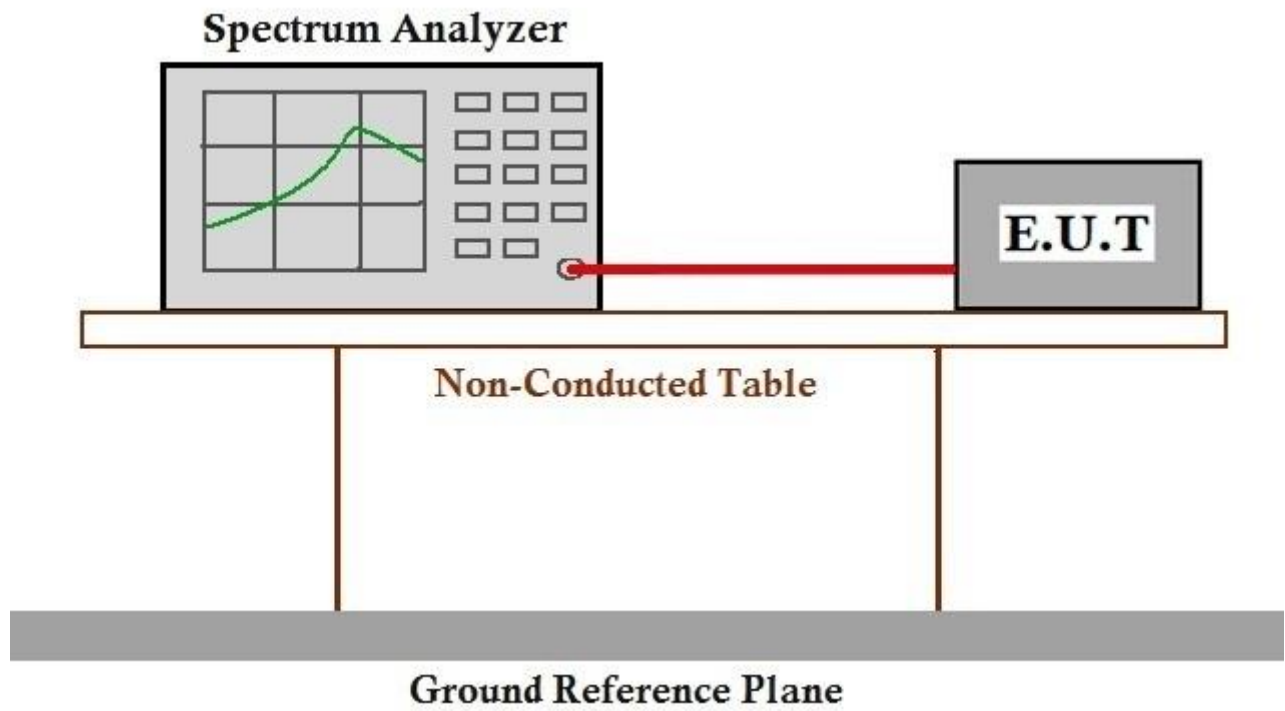 Spectrum Analyzer
E.U.T
Non-Conducted Table
Ground Reference Plane